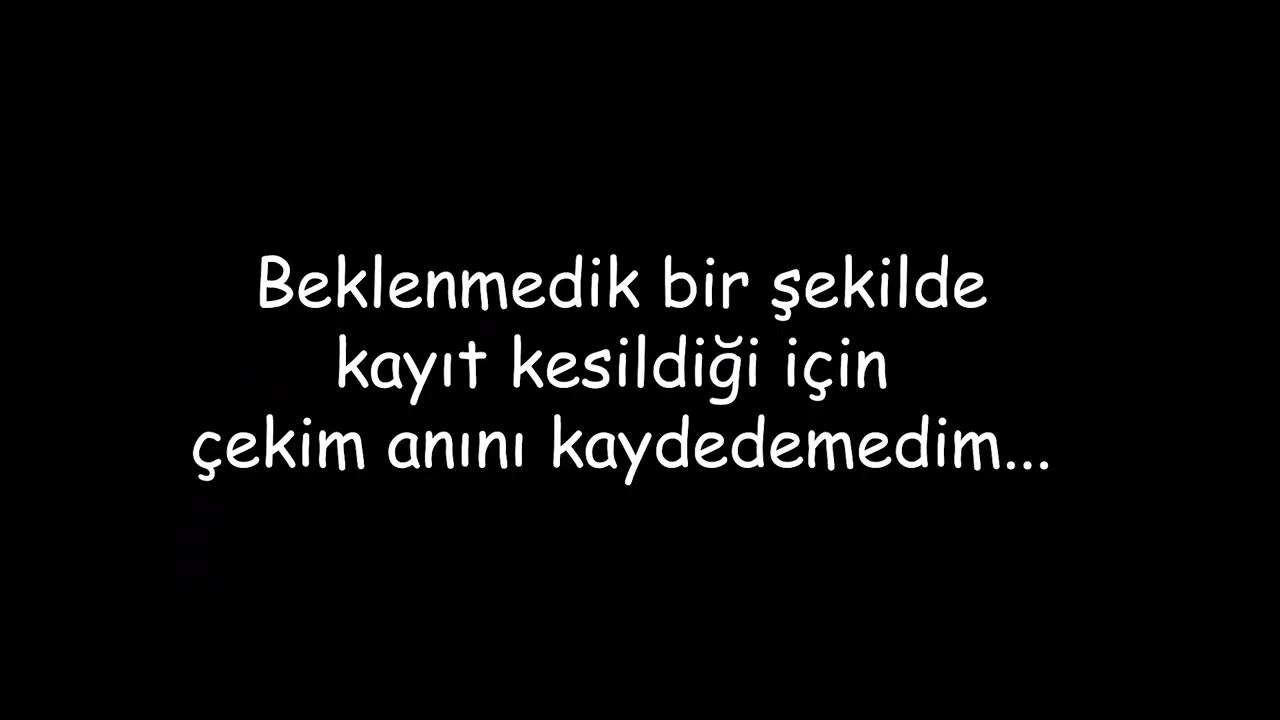 Beklenmedik bir şekilde
kayıt kesildiği için
çekim anını kaydedemedim...